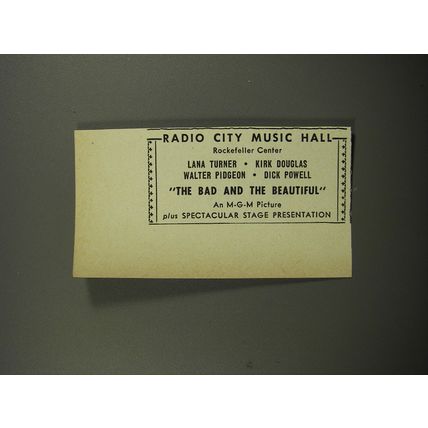 RADIO CITY MUSIC HALL
Rockefeller Center
LANA TURNER • KIRK DOUGLAS
WALTER PIDGEON • DICK POWELL
"THE BAD AND THE BEAUTIFUL"
An M-G-M Picture
plus SPECTACULAR STAGE PRESENTATION